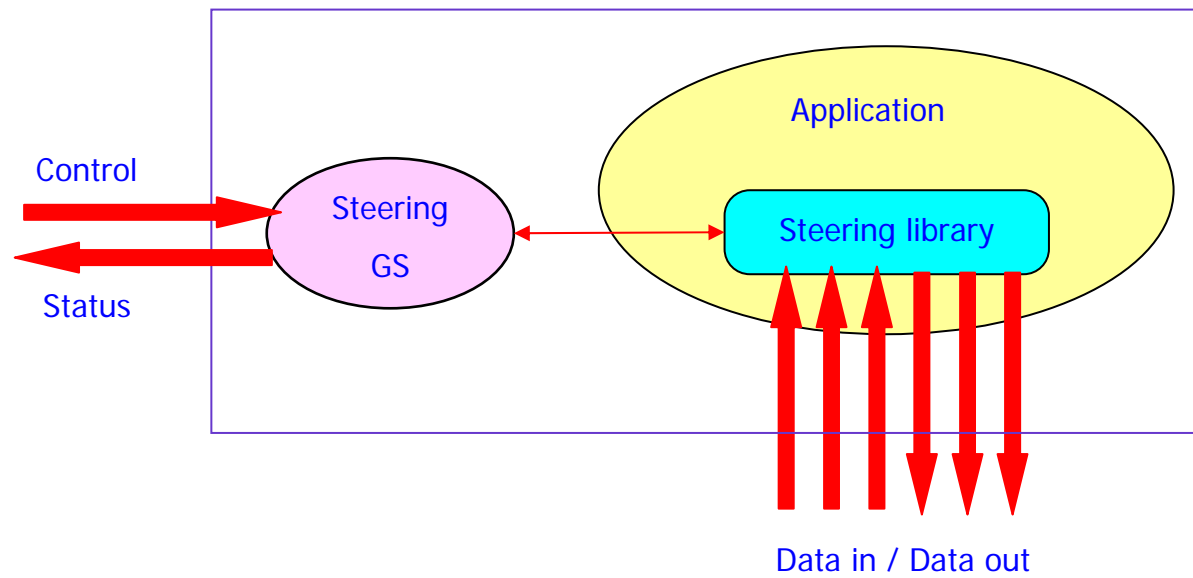 Control
Status
Steering
GS
Application
Steering library
Data in / Data out